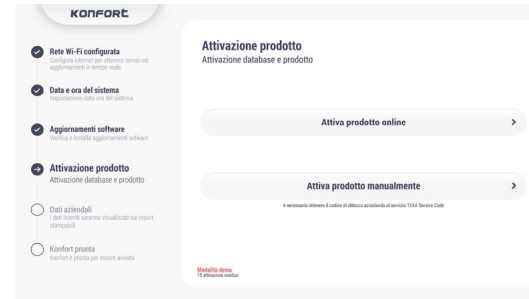 KONFORT
Rete Wi-Fi configurata
Configura internet per ottenere servizi ed
aggiornamenti in tempo reale
Data e ora del sistema
Impostazione data ora del sistema
Aggiornamenti software
Verifica e installa aggiornamenti software
Attivazione prodotto
Attivazione database e prodotto
Dati aziendali
I dati inseriti saranno visualizzati sui report
stampabili.
Konfort pronta
Konfort è pronta per essere avviata
Attivazione prodotto
Attivazione database e prodotto
Attiva prodotto online
Attiva prodotto manualmente
è necessario ottenere il codice di sblocco accedendo al servizio TEXA Service Code
Modalità demo
15 attivazioni residue